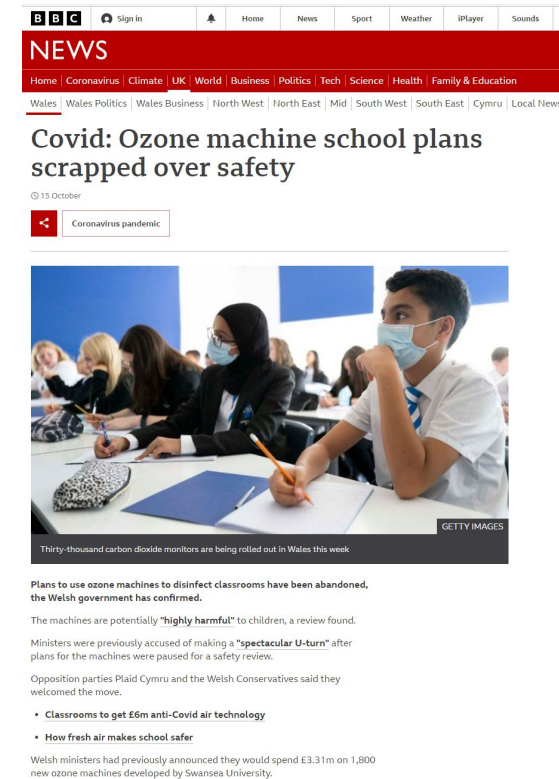 BBC Sign in Home News Sport Weather iPlayer Sounds
NEWS
Home Coronavirus Climate UK World Business Politics Tech Science Health Family & Education
Wales Wales Politics Wales Business North West North East Mid South West South East Cymru Local News
Covid: Ozone machine school plans
scrapped over safety
15 October
Coronavirus pandemic
GETTY IMAGES
Thirty-thousand carbon dioxide monitors are being rolled out in Wales this week
Plans to use ozone machines to disinfect classrooms have been abandoned,
the Welsh government has confirmed.
The machines are potentially "highly harmful" to children, a review found.
Ministers were previously accused of making a "spectacular U-turn" after
plans for the machines were paused for a safety review.
Opposition parties Plaid Cymru and the Welsh Conservatives said they
welcomed the move.
• Classrooms to get £6m anti-Covid air technology
• How fresh air makes school safer
Welsh ministers had previously announced they would spend £3.31m on 1,800
new ozone machines developed by Swansea University.